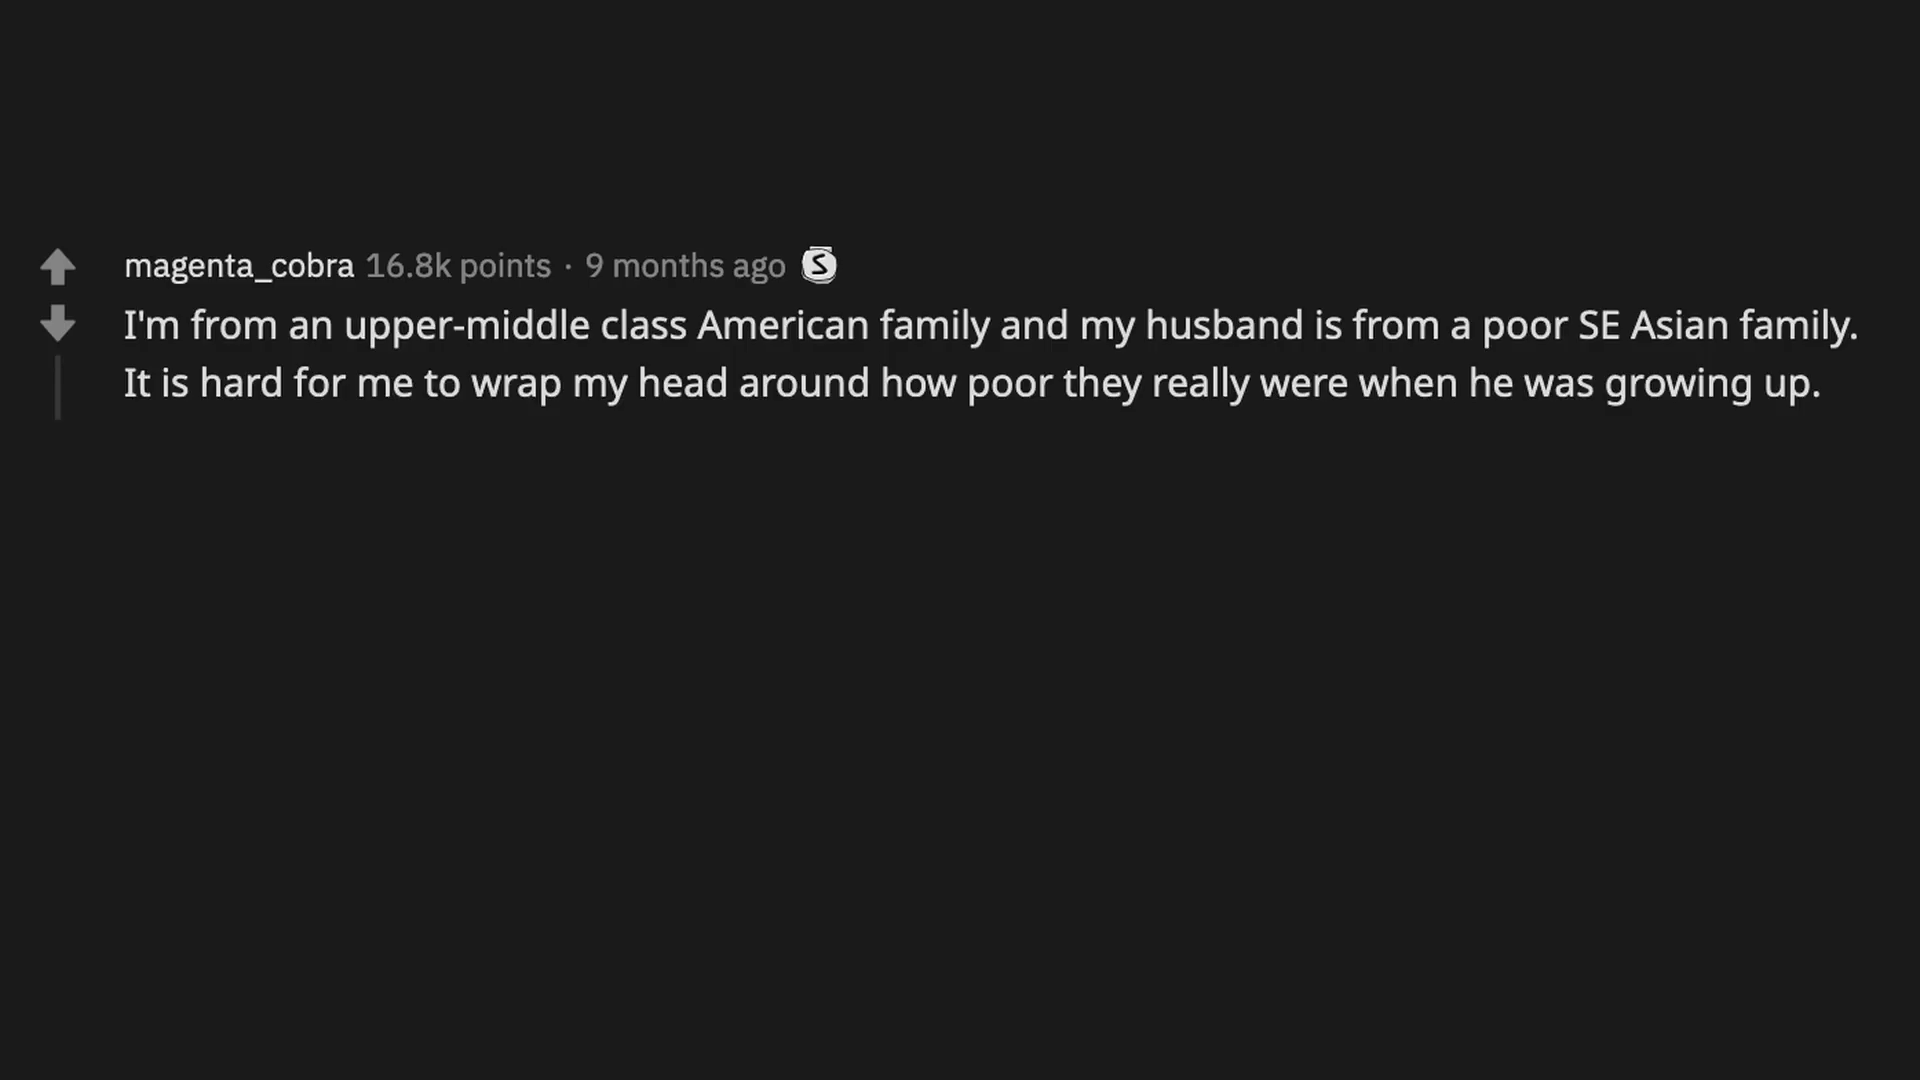 magenta_cobra 16.8k points · 9 months ago S
I'm from an upper-middle class American family and my husband is from a poor SE Asian family.
It is hard for me to wrap my head around how poor they really were when he was growing up.